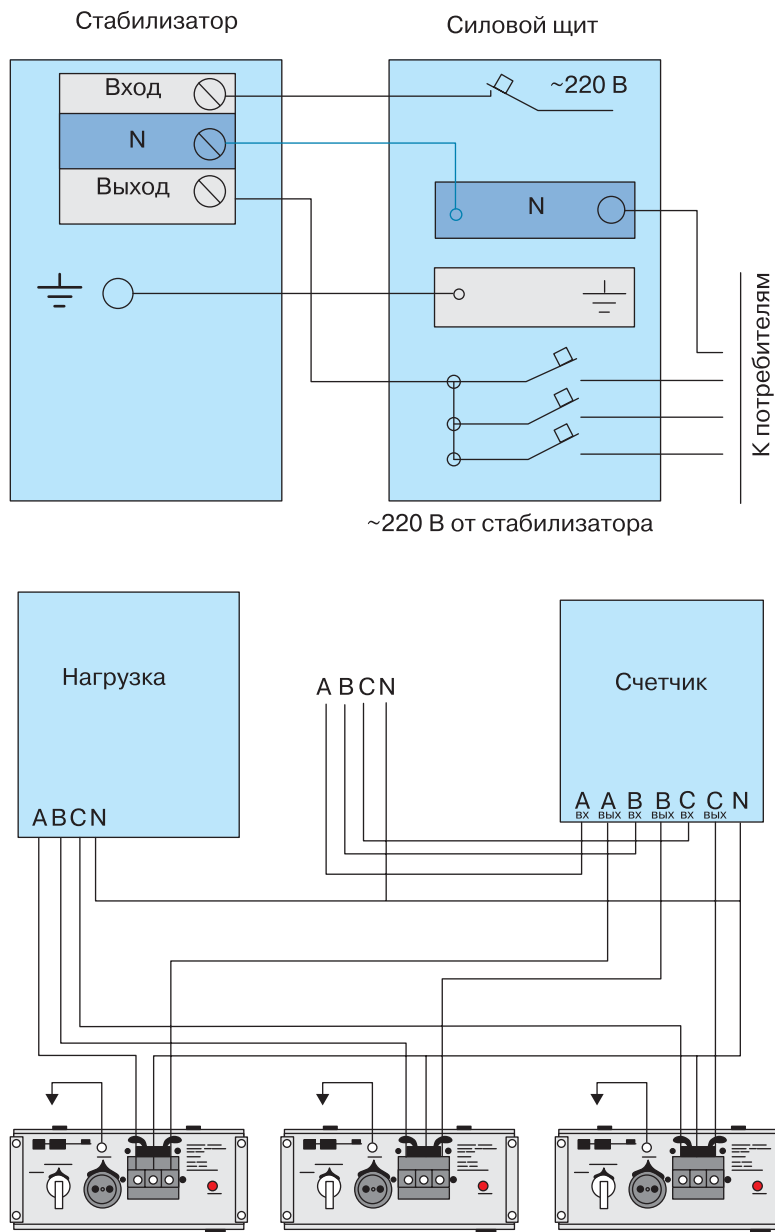 Стабилизатор
Силовой щит
Вход
~220 В
N
N
Выход
К потребителям
~220 В от стабилизатора
Нагрузка
A B C N
Счетчик
A B C N
A A B B C C N
вх вых вх вых вх вых